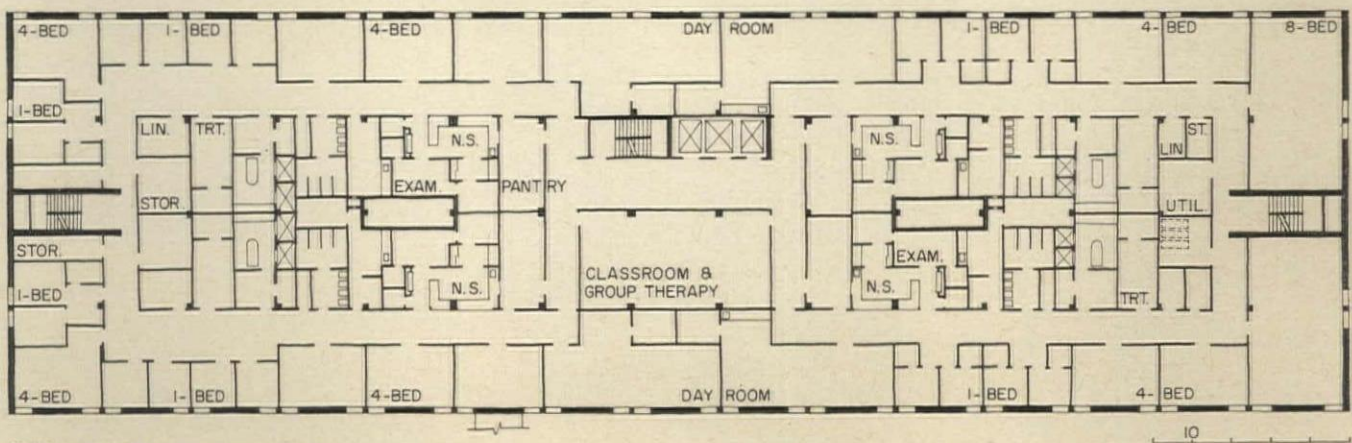 4-BED 1-BED 4-BED DAY ROOM 1-BED 4-BED 8-BED
1-BED LIN. TRT. N.S. N.S. LIN ST.
EXAM. PANTRY
STOR. UTIL.
STOR. EXAM.
CLASSROOM &
GROUP THERAPY
1-BED N.S. N.S. TRT.
4-BED 1-BED 4-BED DAY ROOM 1-BED 4-BED
10